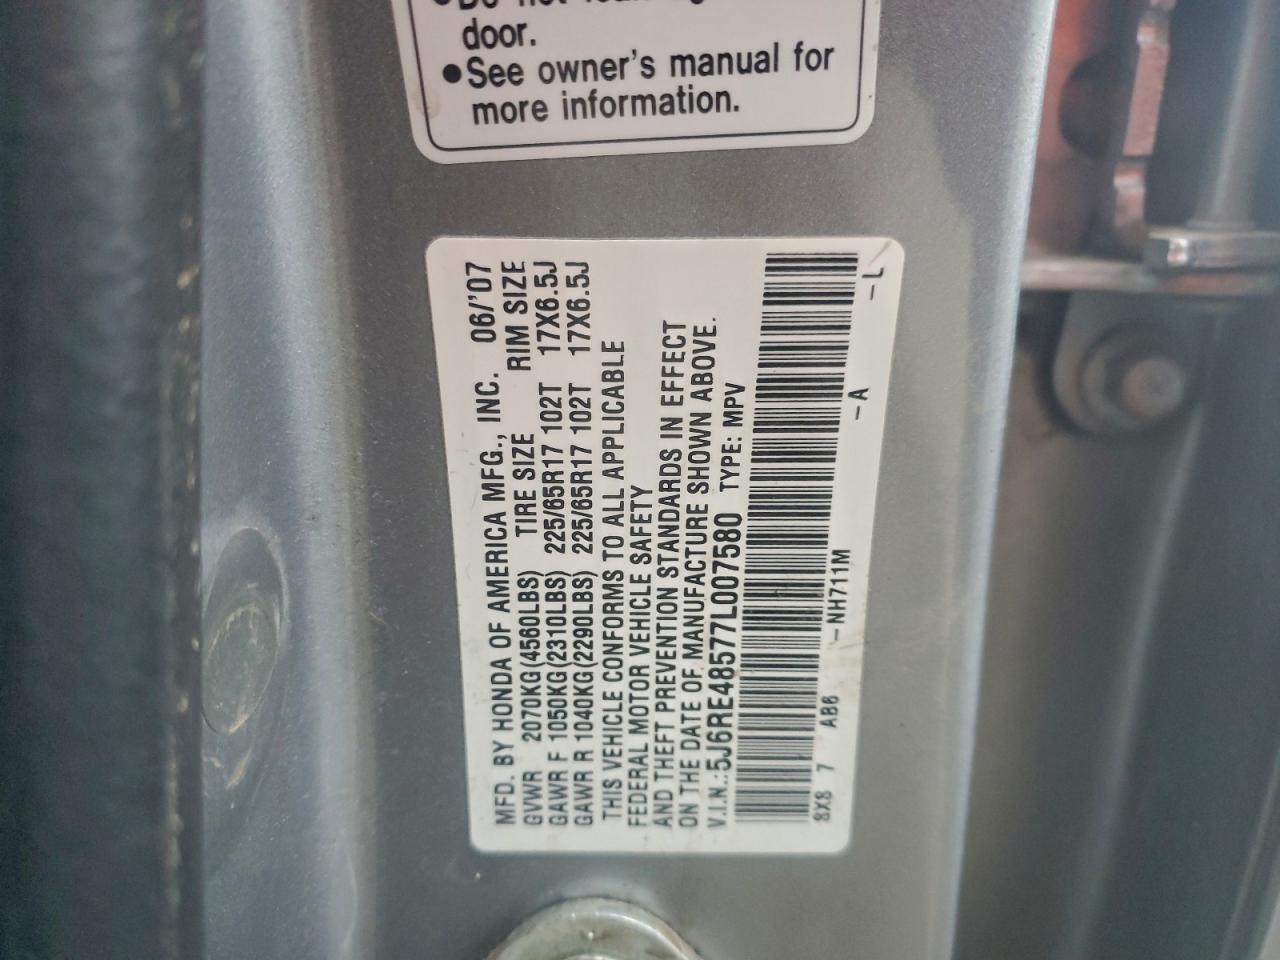 door.
●See owner's manual for
more information.
MFD. BY HONDA OF AMERICA MFG., INC. 06/'07
GVWR 2070KG(4560LBS) TIRE SIZE RIM SIZE
GAWR F 1050KG(2310LBS) 225/65R17 102T 17X6.5J
GAWR R 1040KG(2290LBS) 225/65R17 102T 17X6.5J
THIS VEHICLE CONFORMS TO ALL APPLICABLE
FEDERAL MOTOR VEHICLE SAFETY
AND THEFT PREVENTION STANDARDS IN EFFECT
ON THE DATE OF MANUFACTURE SHOWN ABOVE.
V.I.N.:5J6RE48577L007580 TYPE: MPV
8X8 7 AB6 -NH711M -A -L